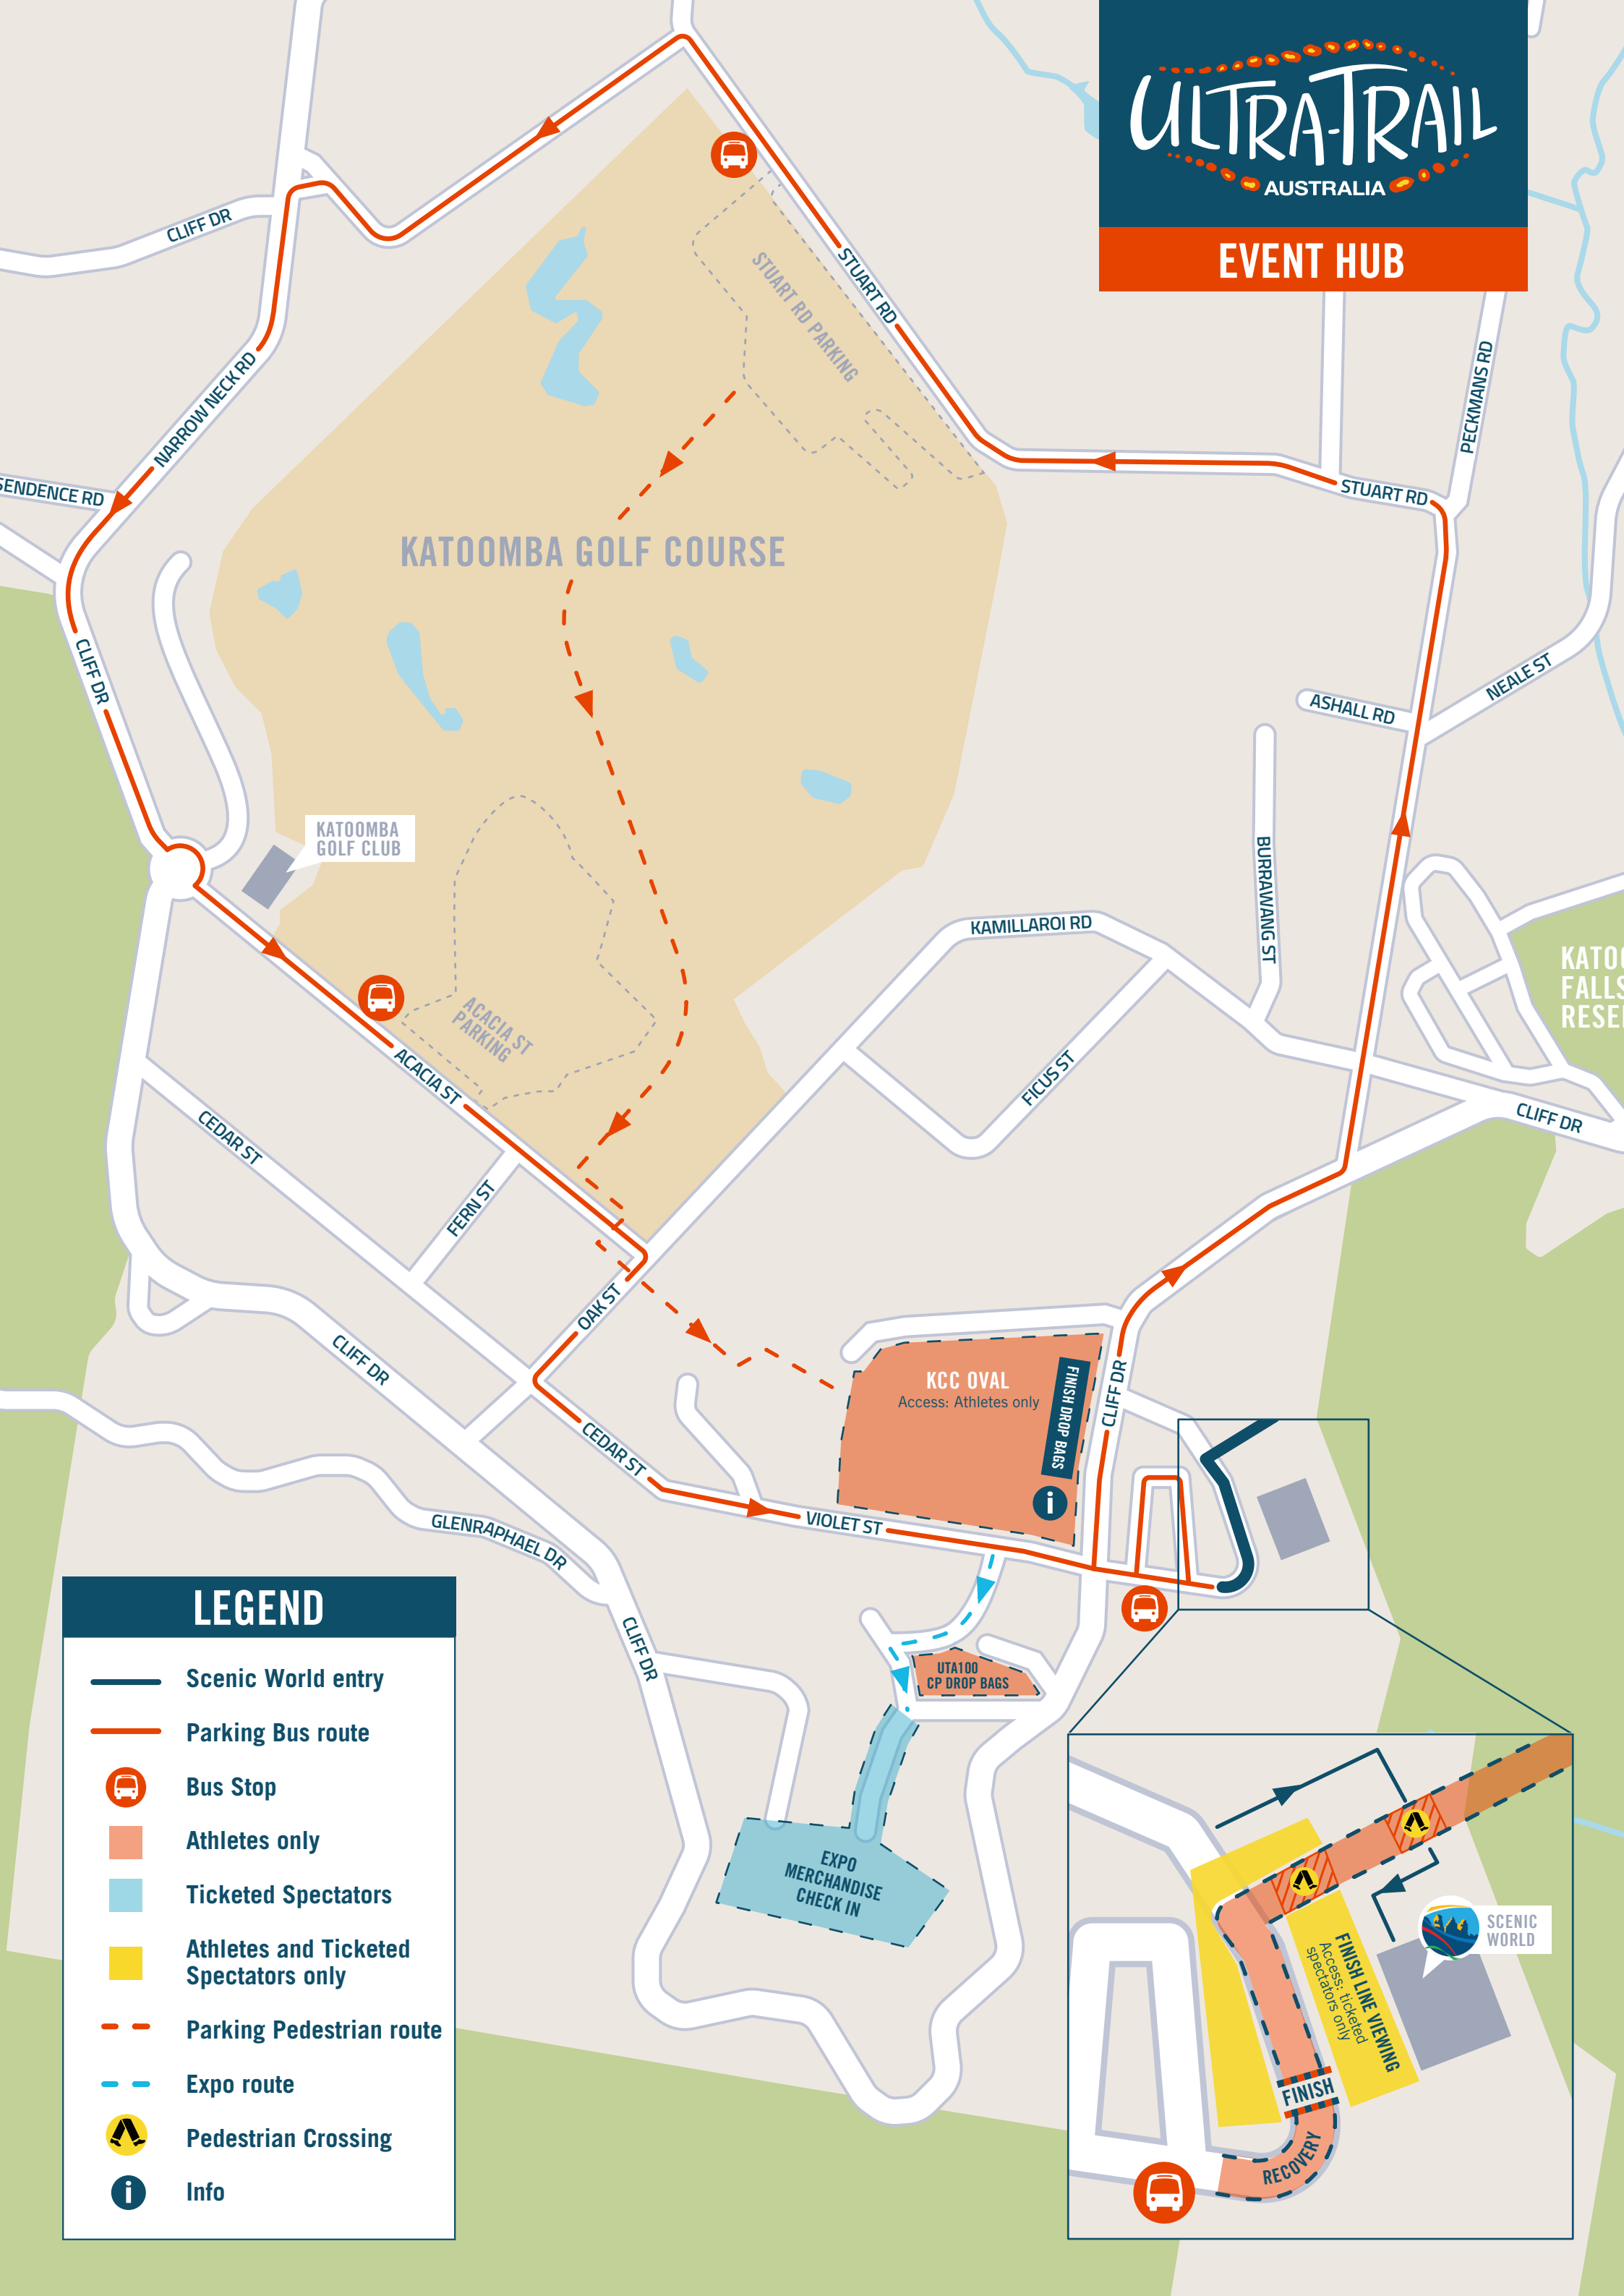 ULTRA-TRAIL
AUSTRALIA
EVENT HUB
CLIFF DR
STUART RD
STUART RD PARKING
NARROW NECK RD
PECKMANS RD
SENDENCE RD
STUART RD
KATOOMBA GOLF COURSE
CLIFF DR
ASHALL RD
NEALE ST
KATOOMBA
GOLF CLUB
BURRAWANG ST
KAMILLAROI RD
KATOO
FALLS
RESE
ACACIA ST
PARKING
ACACIA ST
FICUS ST
CEDAR ST
CLIFF DR
FERN ST
OAK ST
CLIFF DR
KCC OVAL
Access: Athletes only
FINISH DROP BAGS
CLIFF DR
CEDAR ST
i
VIOLET ST
GLENRAPHAEL DR
CLIFF DR
UTA100
CP DROP BAGS
EXPO
MERCHANDISE
CHECK IN
LEGEND
Scenic World entry
Parking Bus route
Bus Stop
Athletes only
Ticketed Spectators
Athletes and Ticketed
Spectators only
Parking Pedestrian route
Expo route
Pedestrian Crossing
i
Info
SCENIC
WORLD
FINISH LINE VIEWING
Access: ticketed
spectators only
FINISH
RECOVERY